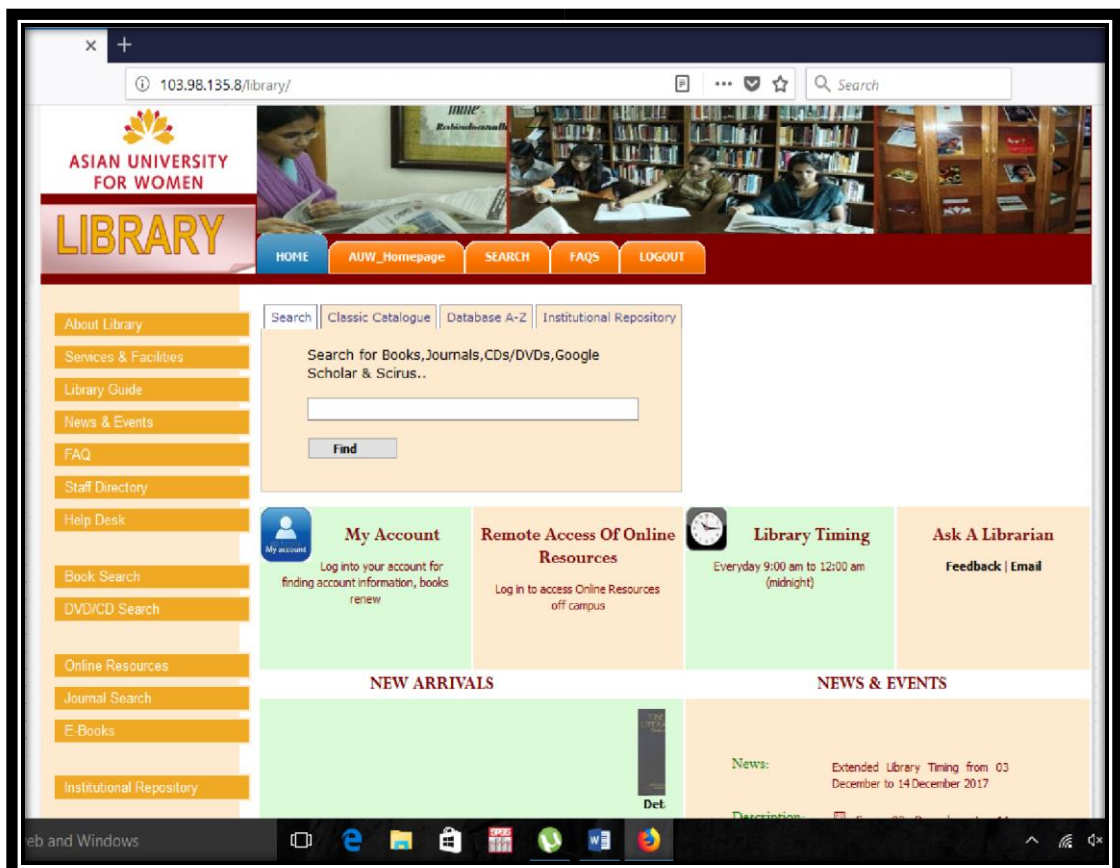 103.98.135.8/library/
Search
ASIAN UNIVERSITY
FOR WOMEN
LIBRARY
HOME
AUW_Homepage
SEARCH
FAQS
LOGOUT
About Library
Services & Facilities
Library Guide
News & Events
FAQ
Staff Directory
Help Desk
Book Search
DVD/CD Search
Online Resources
Journal Search
E-Books
Institutional Repository
Search
Classic Catalogue
Database A-Z
Institutional Repository
Search for Books,Journals,CDs/DVDs,Google
Scholar & Scirus..
Find
My account
My Account
Log into your account for
finding account information, books
renew
Remote Access Of Online
Resources
Log in to access Online Resources
off campus
Library Timing
Everyday 9:00 am to 12:00 am
(midnight)
Ask A Librarian
Feedback | Email
NEW ARRIVALS
Det
NEWS & EVENTS
News:
Extended Library Timing from 03
December to 14 December 2017
Description:
web and Windows